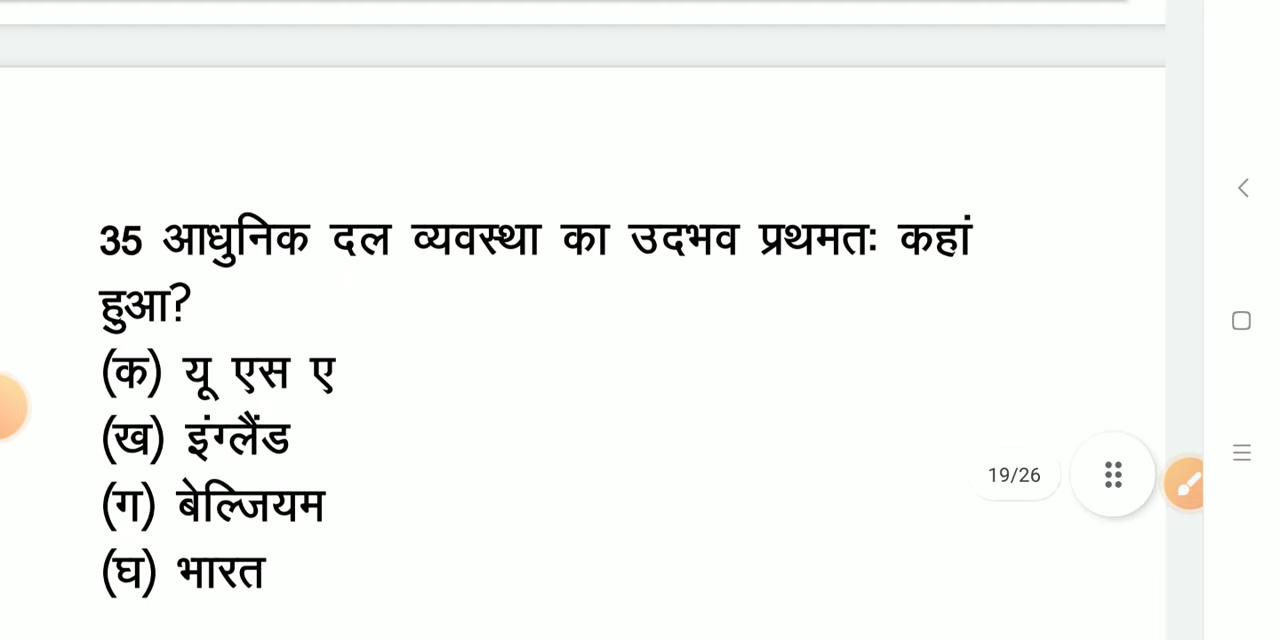 35 आधुनिक दल व्यवस्था का उदभव प्रथमतः कहां
हुआ?
(क) यू एस ए
(ख) इंग्लैंड
(ग) बेल्जियम
(घ) भारत
19/26